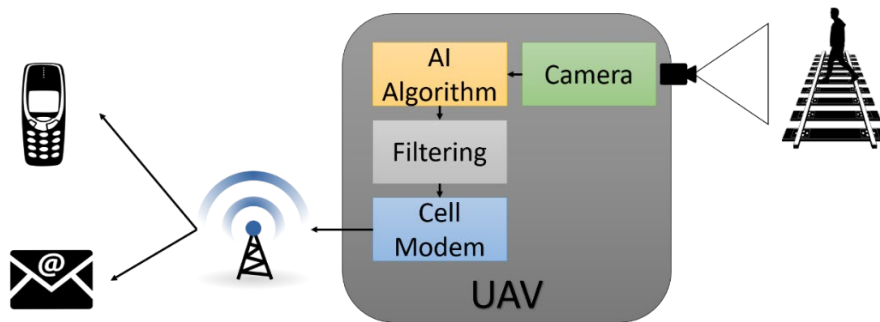 AI
Algorithm
Camera
Filtering
Cell
Modem
UAV
@